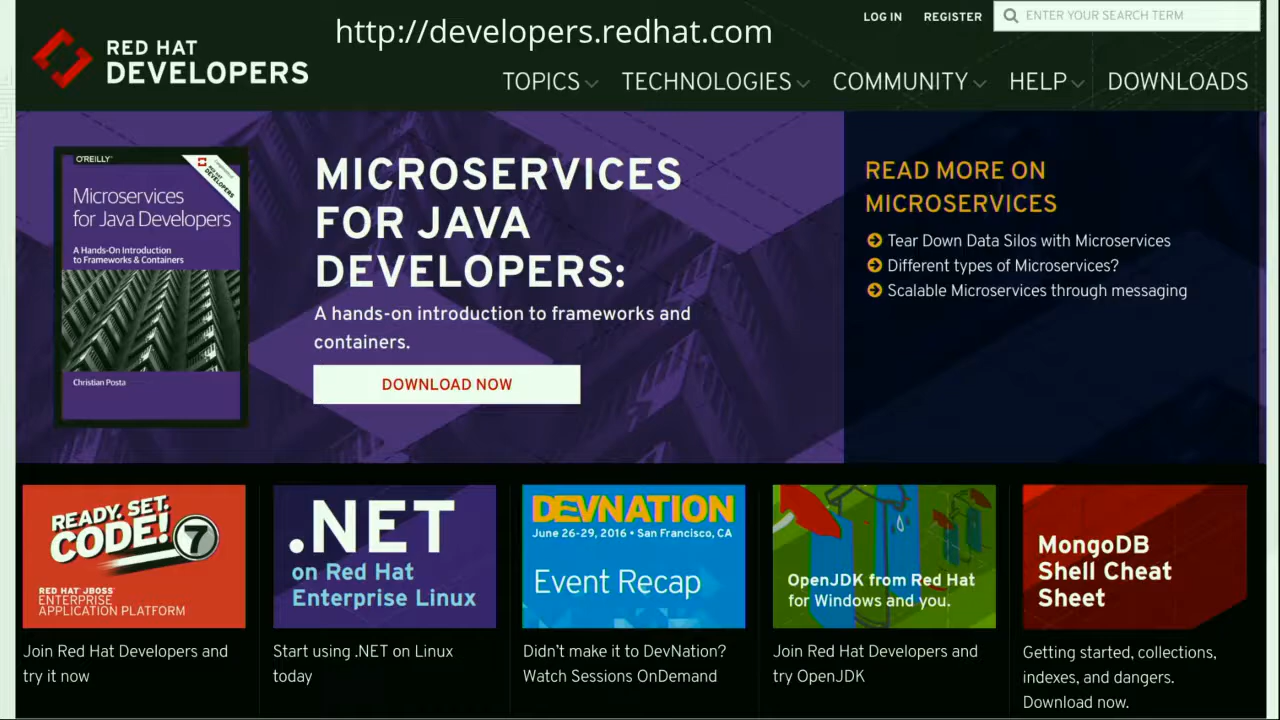 http://developers.redhat.com
LOG IN
REGISTER
ENTER YOUR SEARCH TERM
RED HAT
DEVELOPERS
TOPICS
TECHNOLOGIES
COMMUNITY
HELP
DOWNLOADS
O'REILLY
RED HAT
DEVELOPERS
Microservices
for Java Developers
A Hands-On Introduction
to Frameworks & Containers
Christian Posta
MICROSERVICES
FOR JAVA
DEVELOPERS:
A hands-on introduction to frameworks and
containers.
DOWNLOAD NOW
READ MORE ON
MICROSERVICES
Tear Down Data Silos with Microservices
Different types of Microservices?
Scalable Microservices through messaging
READY. SET.
CODE! 7
RED HAT JBOSS
ENTERPRISE
APPLICATION PLATFORM
Join Red Hat Developers and
try it now
.NET
on Red Hat
Enterprise Linux
Start using .NET on Linux
today
DEVNATION
June 26-29, 2016 • San Francisco, CA
Event Recap
Didn't make it to DevNation?
Watch Sessions OnDemand
OpenJDK from Red Hat
for Windows and you.
Join Red Hat Developers and
try OpenJDK
MongoDB
Shell Cheat
Sheet
Getting started, collections,
indexes, and dangers.
Download now.